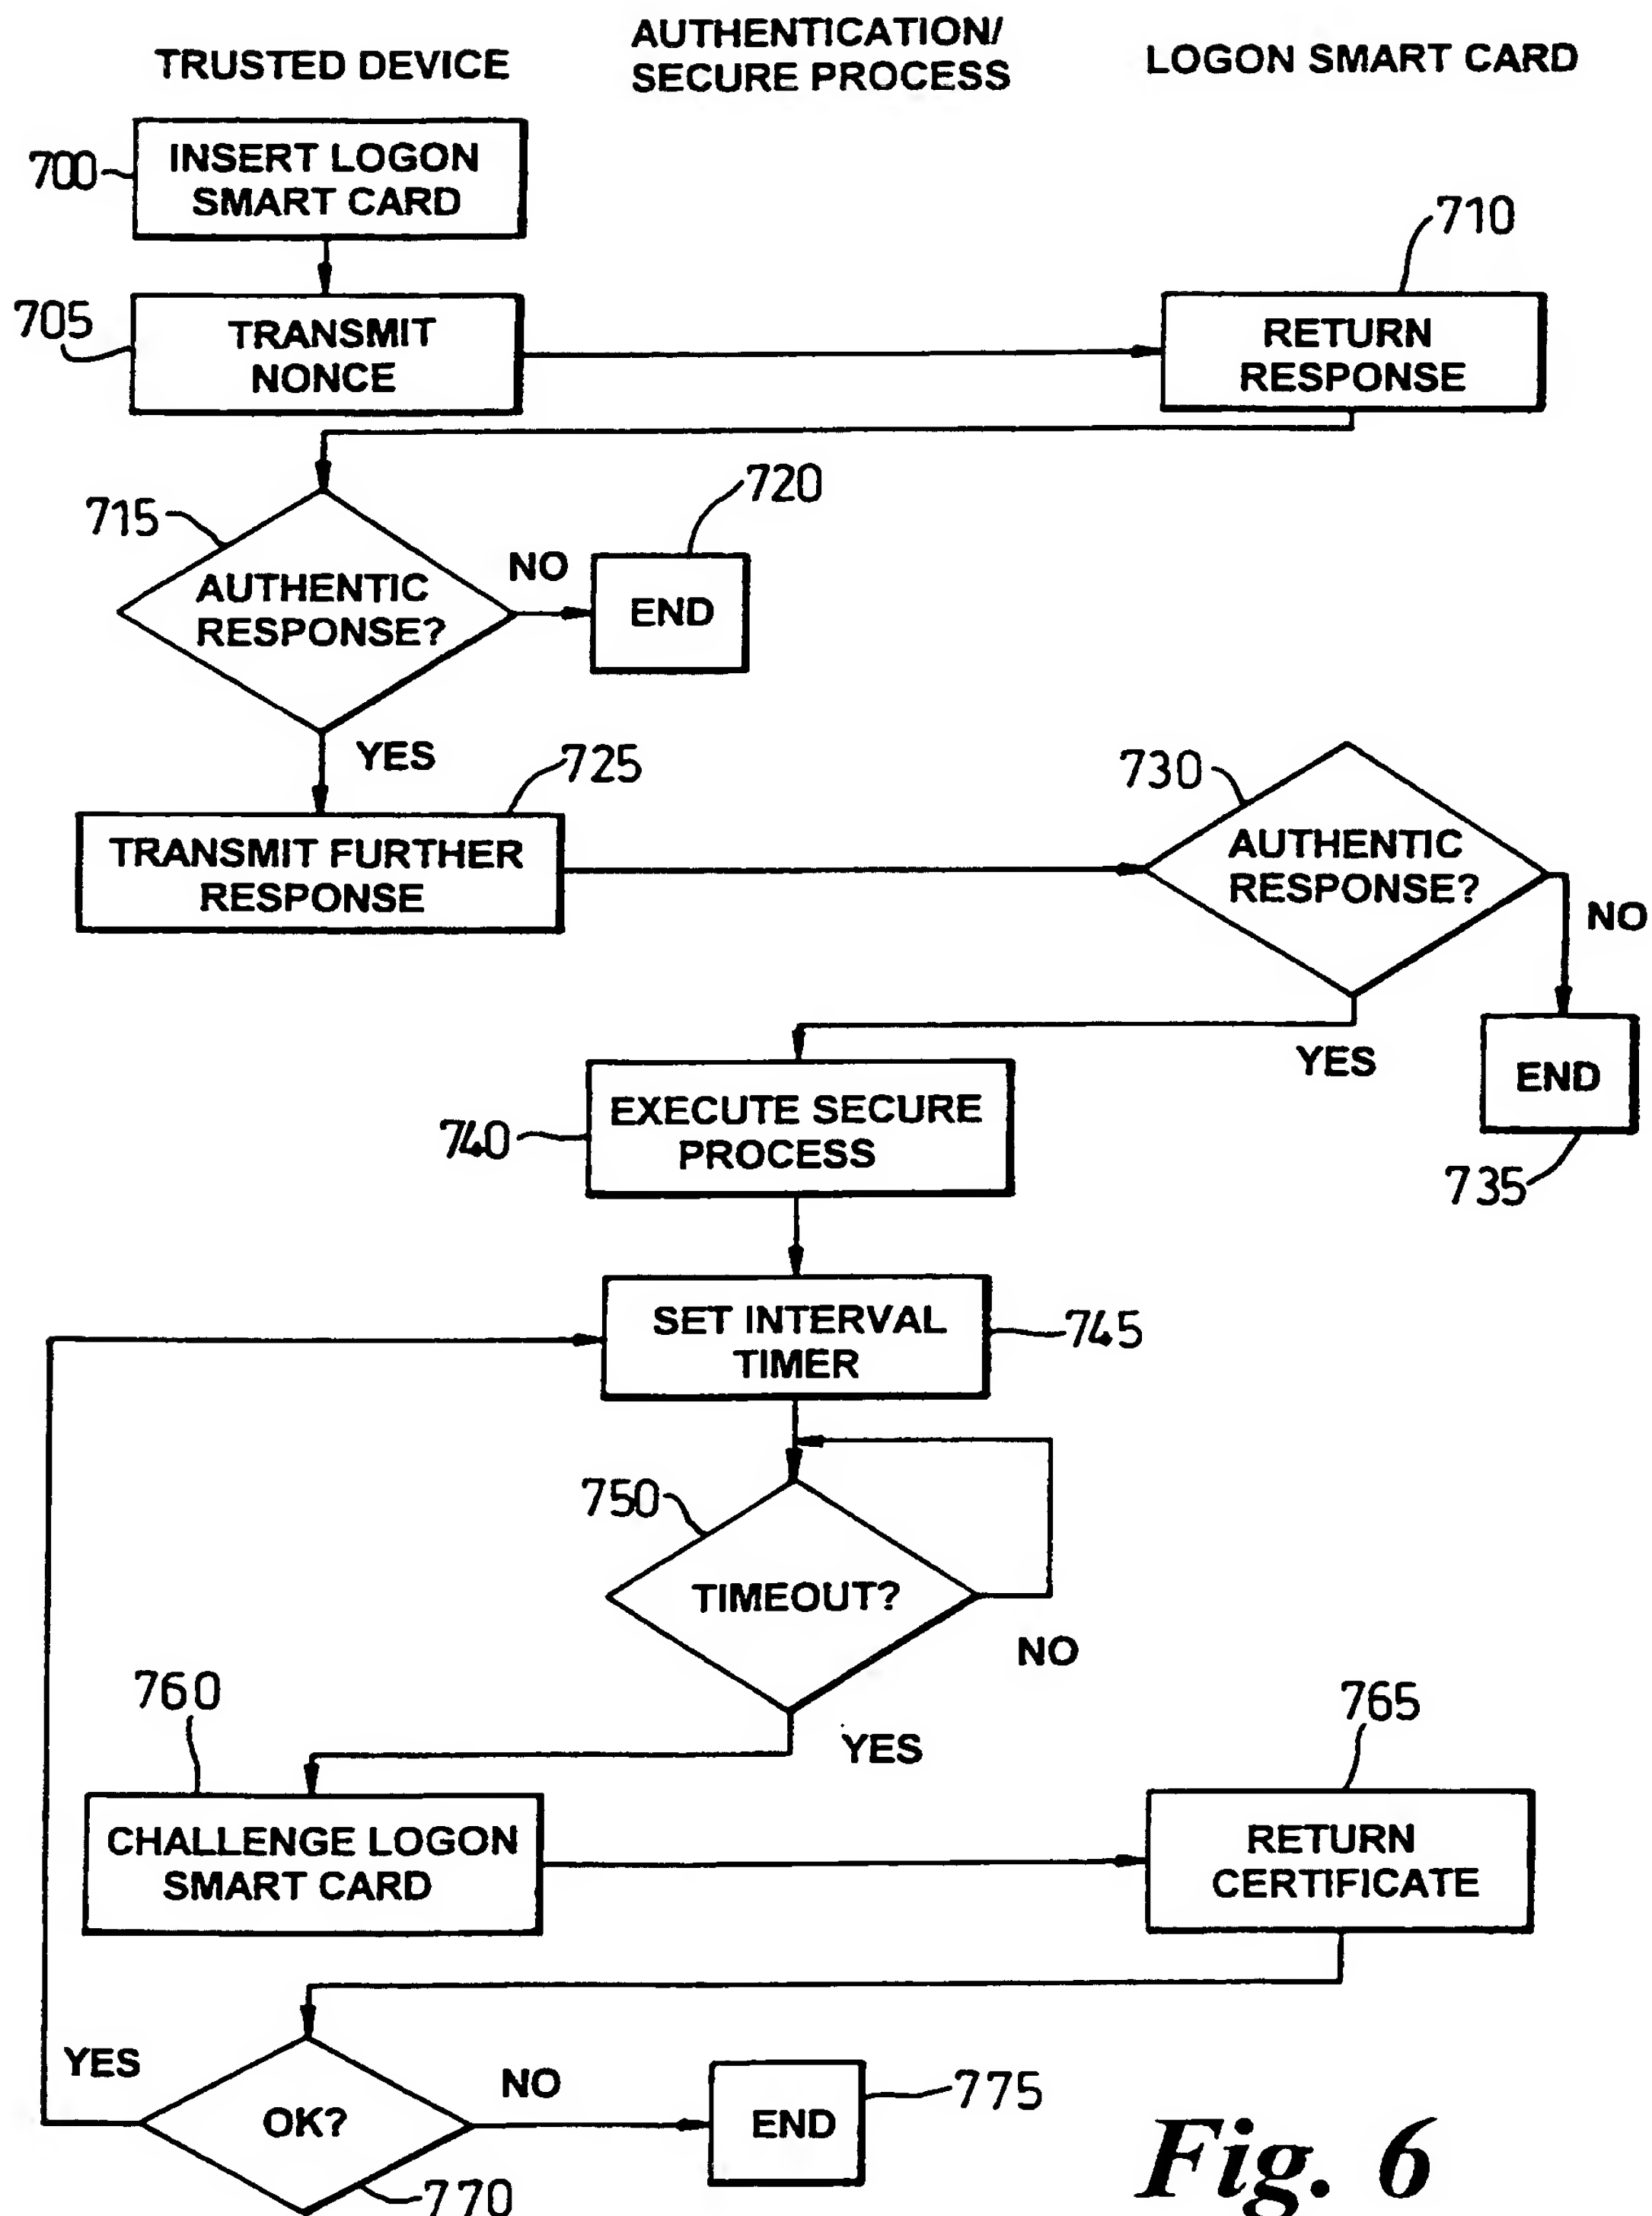 TRUSTED DEVICE
AUTHENTICATION/
SECURE PROCESS
LOGON SMART CARD
700
INSERT LOGON
SMART CARD
710
705
TRANSMIT
NONCE
RETURN
RESPONSE
715
720
AUTHENTIC
RESPONSE?
NO
END
YES
725
730
TRANSMIT FURTHER
RESPONSE
AUTHENTIC
RESPONSE?
NO
YES
END
735
740
EXECUTE SECURE
PROCESS
SET INTERVAL
TIMER
745
750
TIMEOUT?
NO
YES
760
765
CHALLENGE LOGON
SMART CARD
RETURN
CERTIFICATE
YES
OK?
NO
END
775
770
Fig. 6